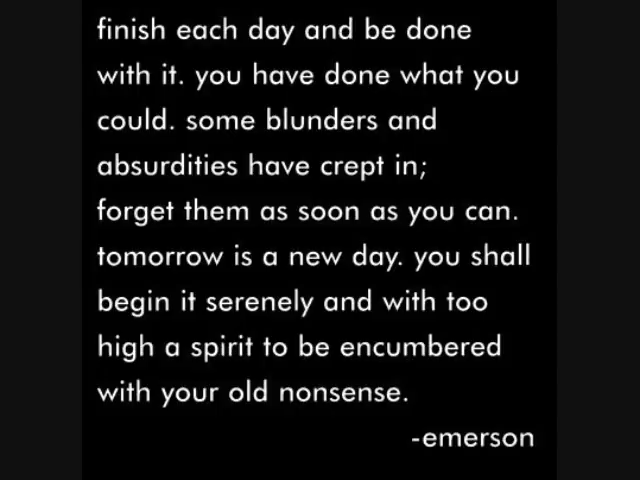 finish each day and be done
with it. you have done what you
could. some blunders and
absurdities have crept in;
forget them as soon as you can.
tomorrow is a new day. you shall
begin it serenely and with too
high a spirit to be encumbered
with your old nonsense.
-emerson